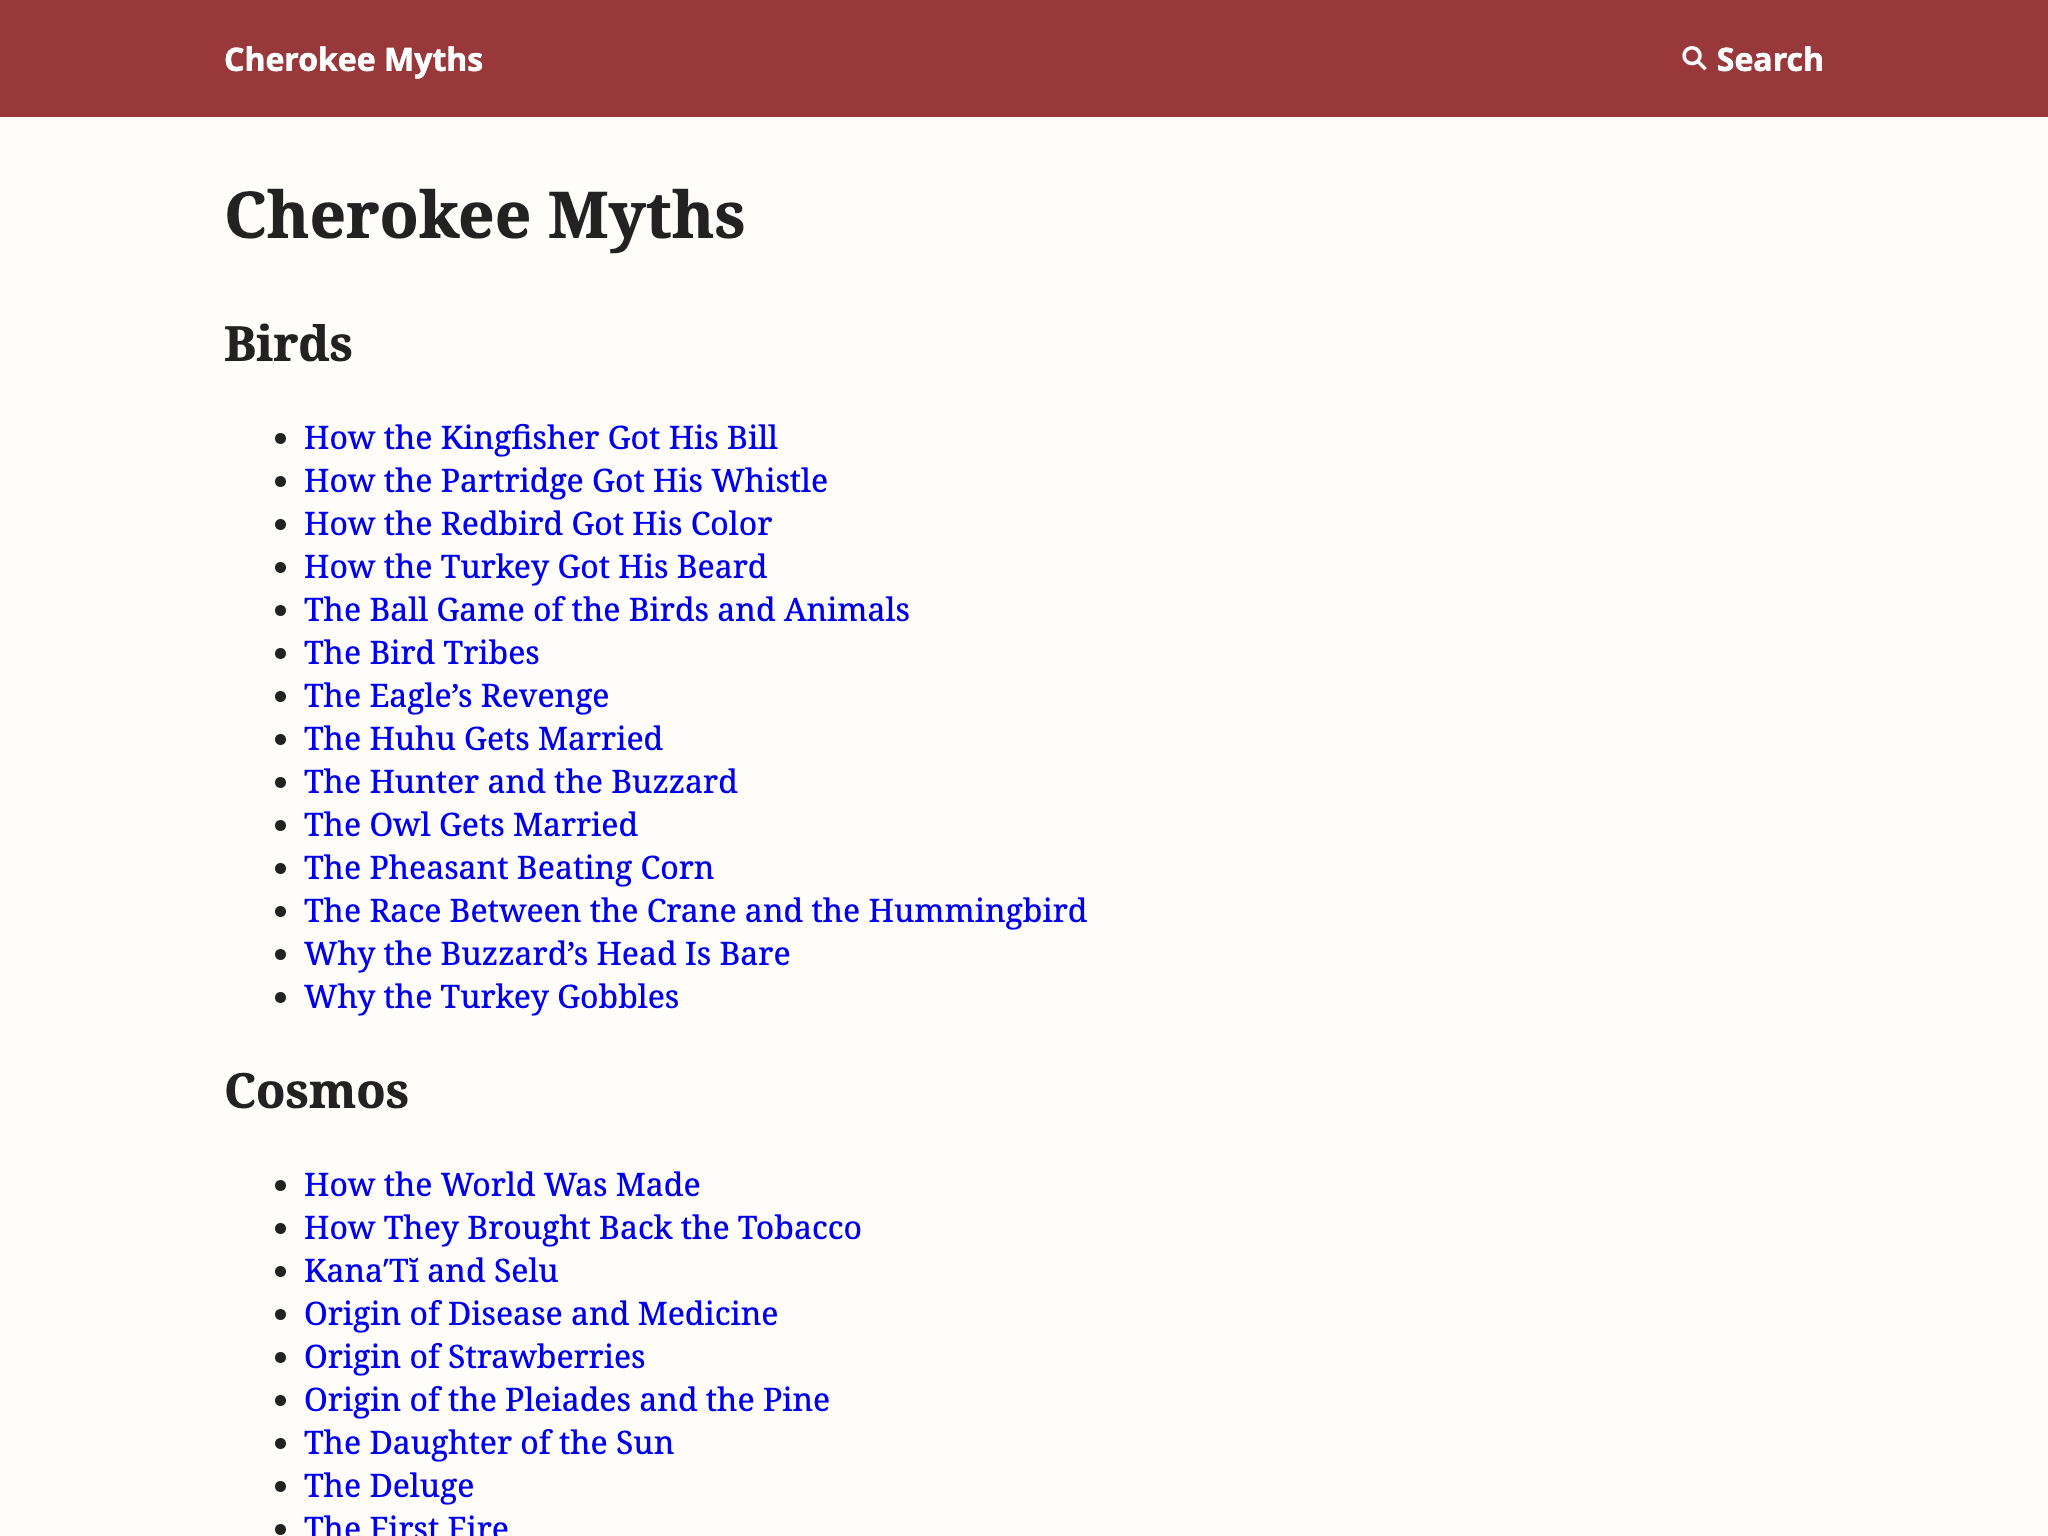 Cherokee Myths
Search
Cherokee Myths
Birds
How the Kingfisher Got His Bill
How the Partridge Got His Whistle
How the Redbird Got His Color
How the Turkey Got His Beard
The Ball Game of the Birds and Animals
The Bird Tribes
The Eagle’s Revenge
The Huhu Gets Married
The Hunter and the Buzzard
The Owl Gets Married
The Pheasant Beating Corn
The Race Between the Crane and the Hummingbird
Why the Buzzard’s Head Is Bare
Why the Turkey Gobbles
Cosmos
How the World Was Made
How They Brought Back the Tobacco
KanaʹTĭ and Selu
Origin of Disease and Medicine
Origin of Strawberries
Origin of the Pleiades and the Pine
The Daughter of the Sun
The Deluge
The First Fire